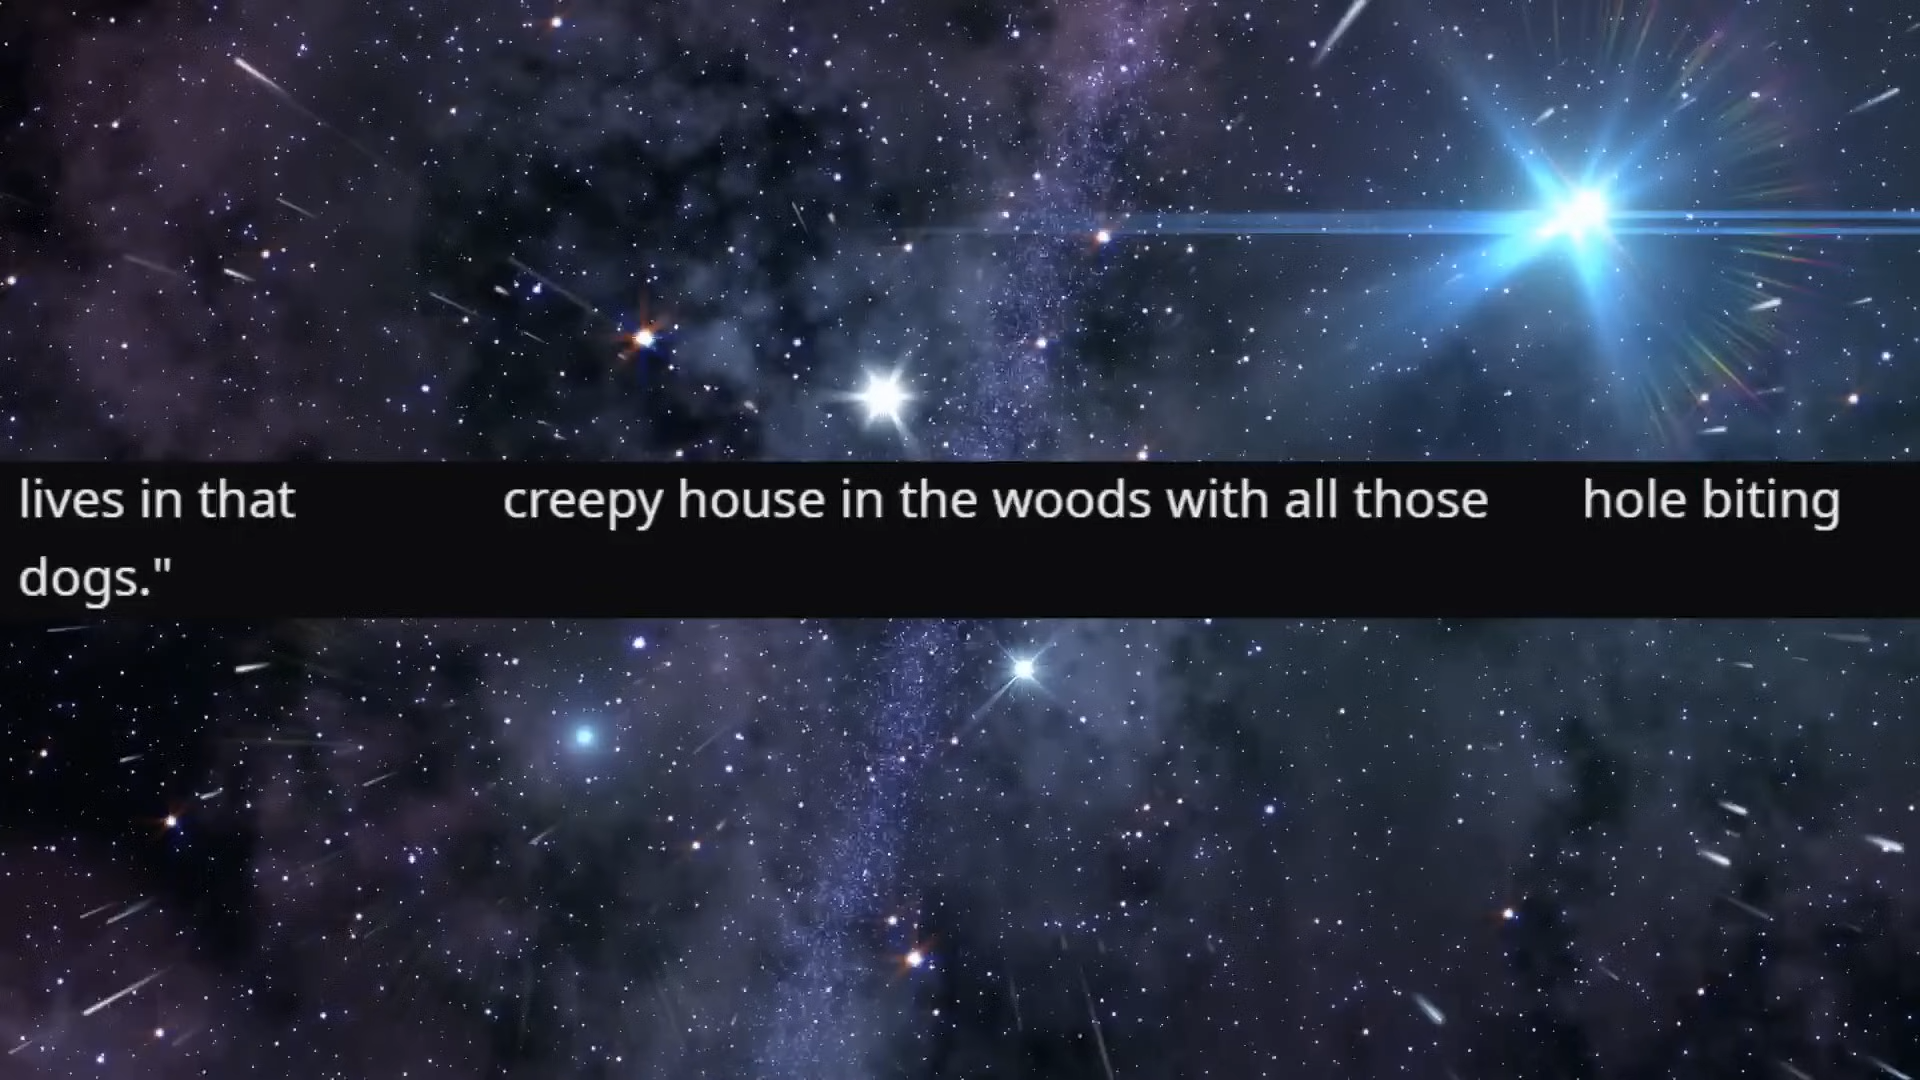 lives in that creepy house in the woods with all those hole biting
dogs."